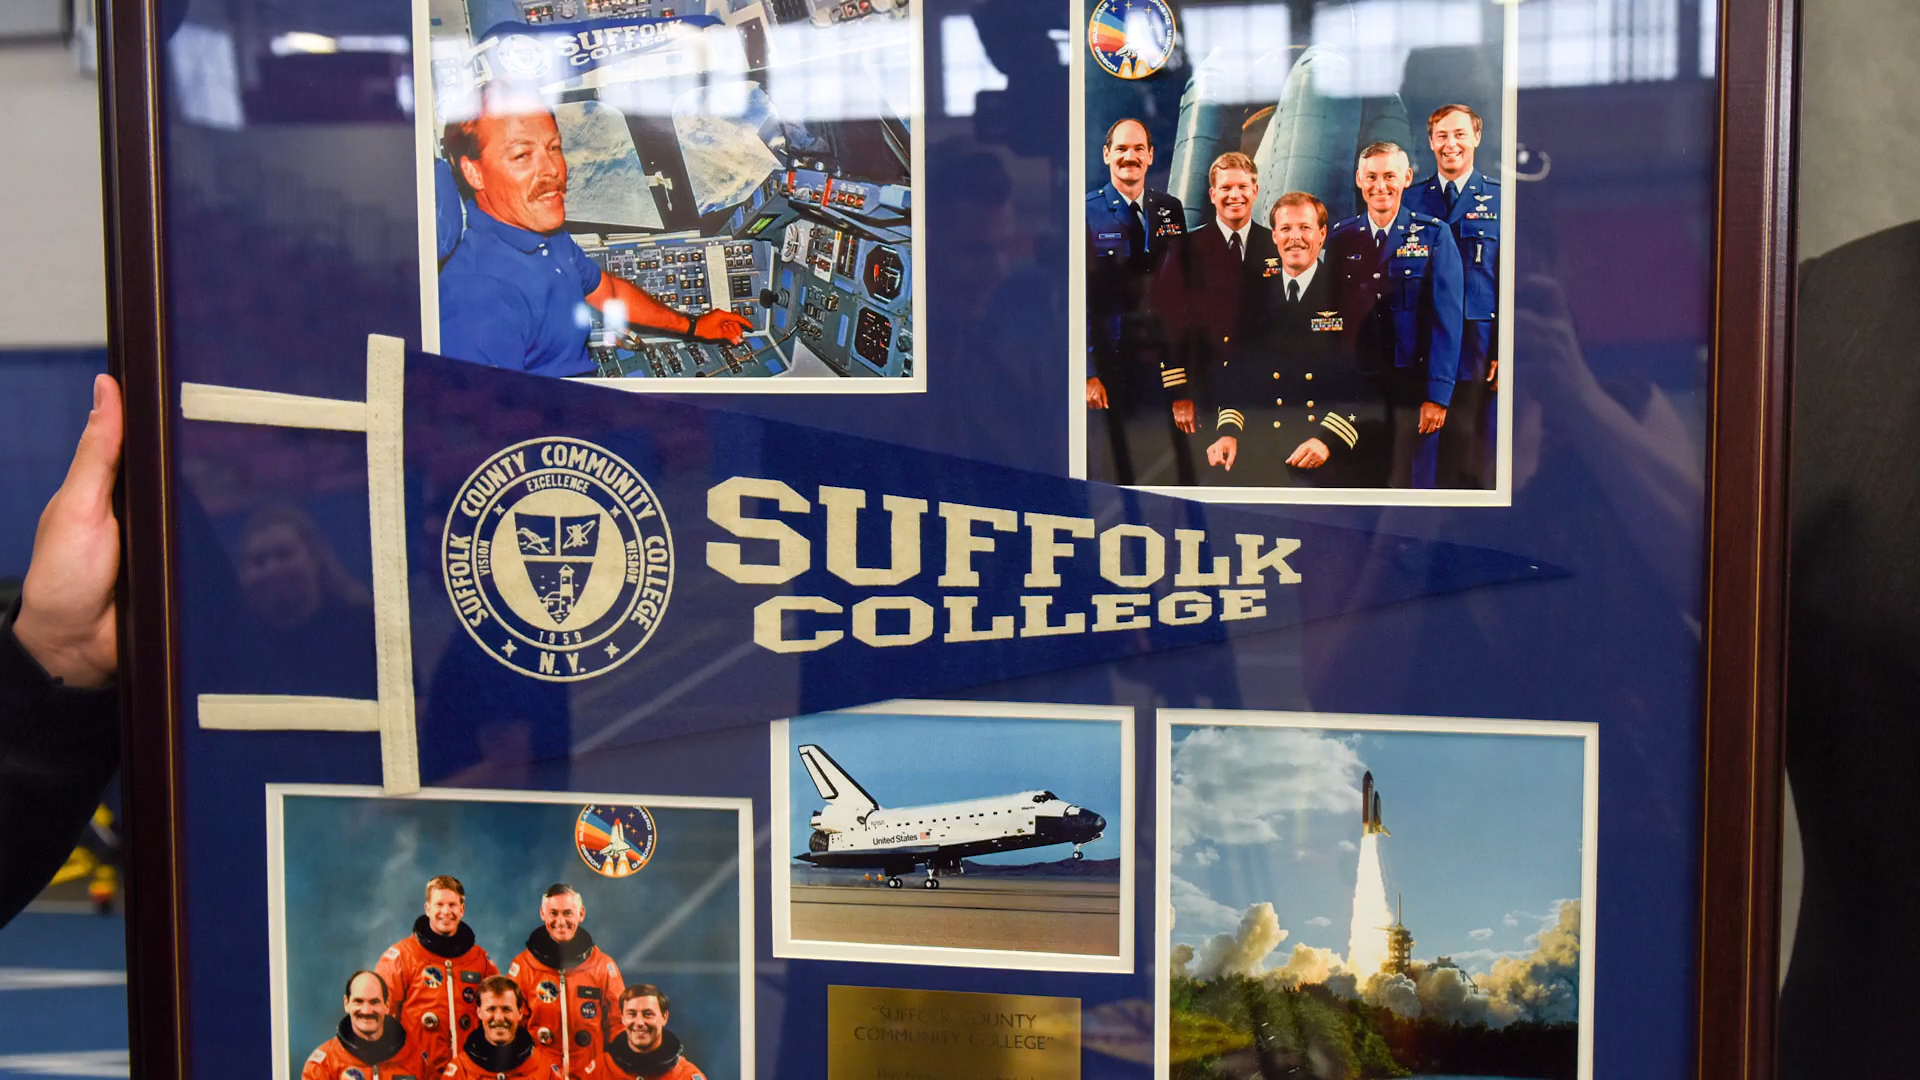 SUFFOLK
COLLEGE
SUFFOLK COUNTY COMMUNITY COLLEGE
EXCELLENCE
VISION
WISDOM
1959
N.Y.
SUFFOLK
COLLEGE
United States
"SUFFOLK COUNTY
COMMUNITY COLLEGE"